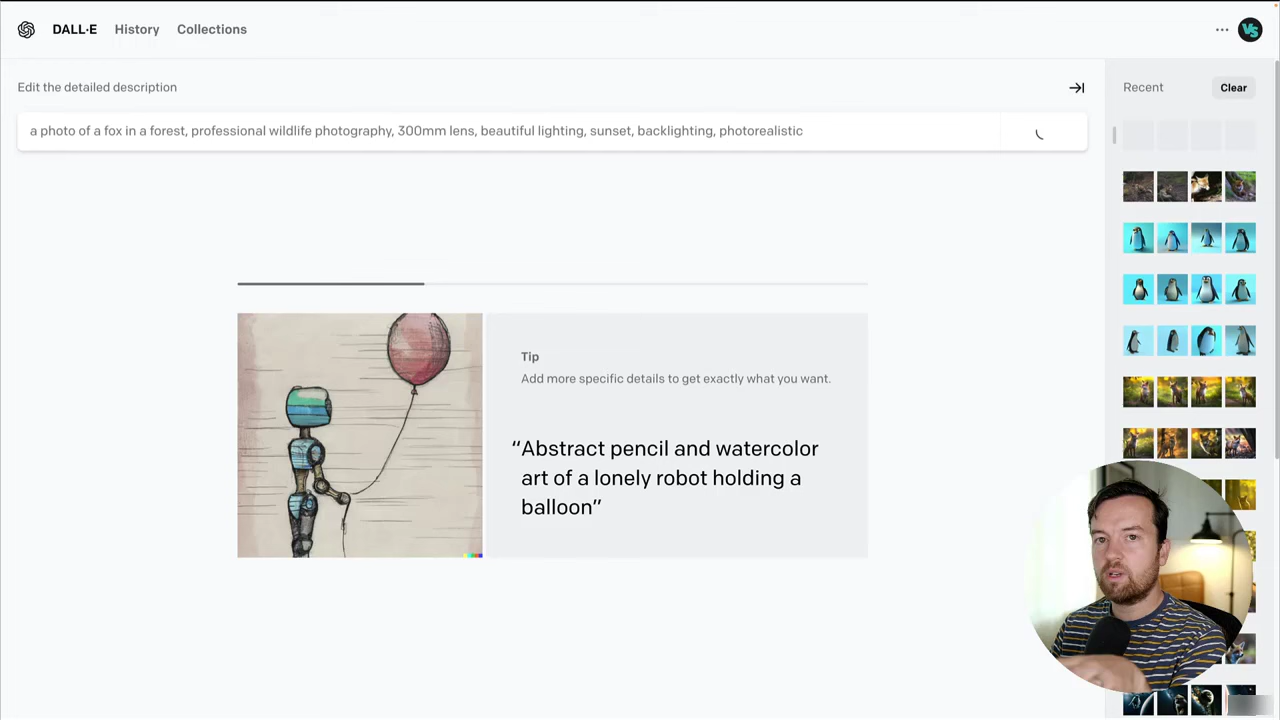 DALL·E History Collections
··· VS
Edit the detailed description
Recent Clear
a photo of a fox in a forest, professional wildlife photography, 300mm lens, beautiful lighting, sunset, backlighting, photorealistic
Tip
Add more specific details to get exactly what you want.
“Abstract pencil and watercolor
art of a lonely robot holding a
balloon”